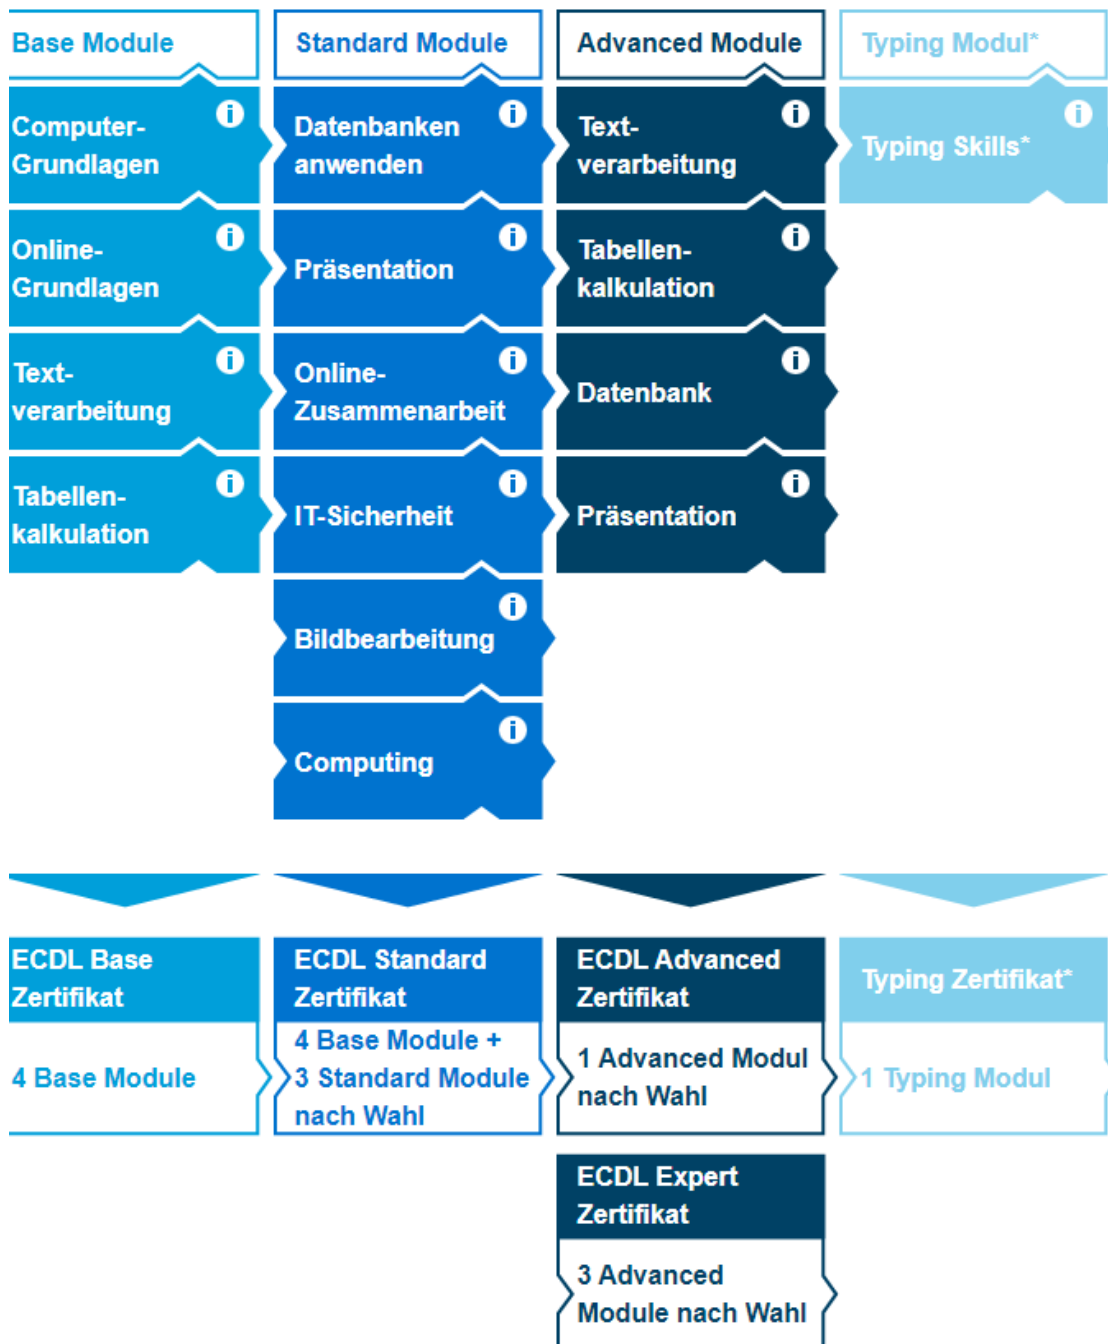 Base Module
Standard Module
Advanced Module
Typing Modul*
Computer-
Grundlagen
Datenbanken
anwenden
Text-
verarbeitung
Typing Skills*
Online-
Grundlagen
Präsentation
Tabellen-
kalkulation
Text-
verarbeitung
Online-
Zusammenarbeit
Datenbank
Tabellen-
kalkulation
IT-Sicherheit
Präsentation
Bildbearbeitung
Computing
ECDL Base
Zertifikat
4 Base Module
ECDL Standard
Zertifikat
4 Base Module +
3 Standard Module
nach Wahl
ECDL Advanced
Zertifikat
1 Advanced Modul
nach Wahl
Typing Zertifikat*
1 Typing Modul
ECDL Expert
Zertifikat
3 Advanced
Module nach Wahl